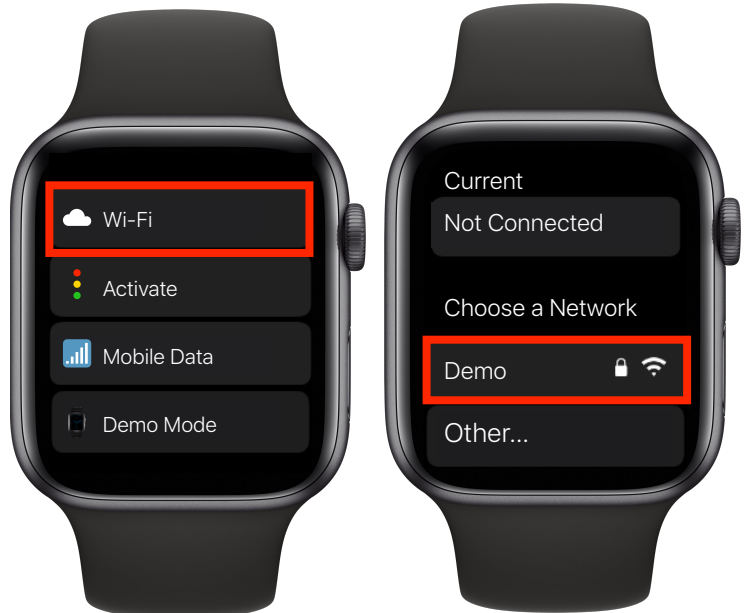 Wi-Fi
Activate
Mobile Data
Demo Mode
Current
Not Connected
Choose a Network
Demo
Other...